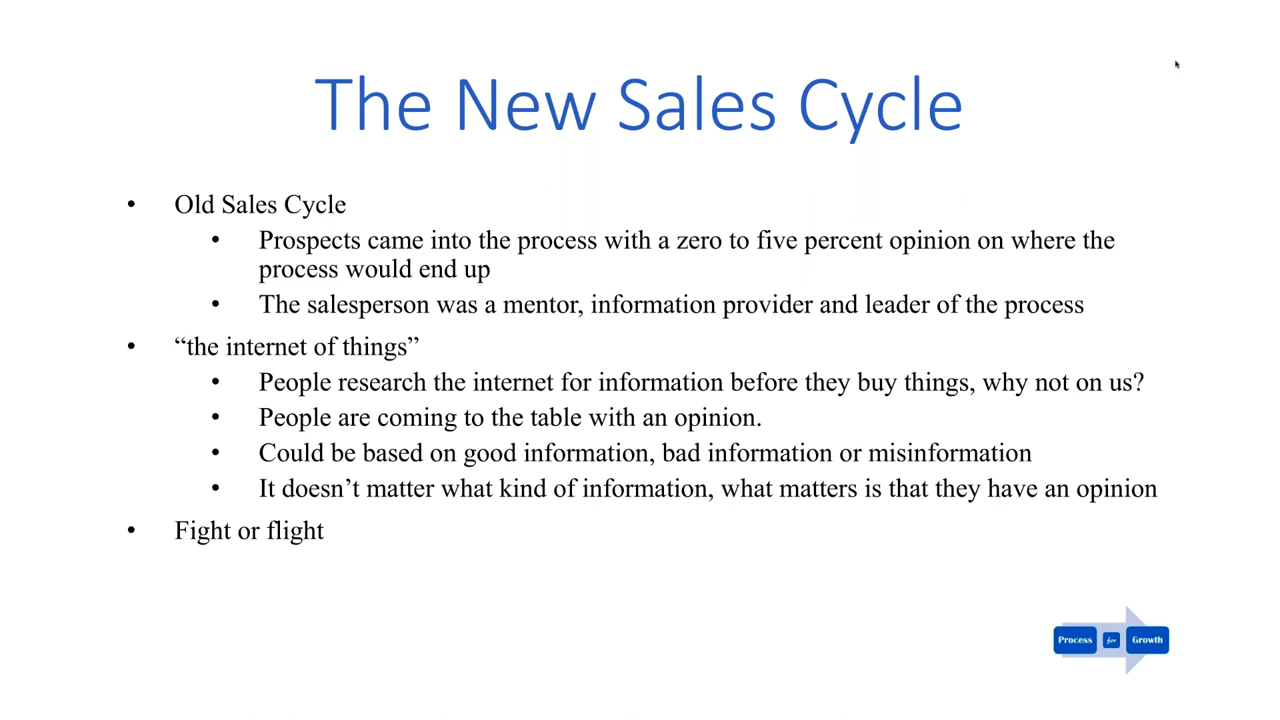 The New Sales Cycle
• Old Sales Cycle
• Prospects came into the process with a zero to five percent opinion on where the
process would end up
• The salesperson was a mentor, information provider and leader of the process
• “the internet of things”
• People research the internet for information before they buy things, why not on us?
• People are coming to the table with an opinion.
• Could be based on good information, bad information or misinformation
• It doesn’t matter what kind of information, what matters is that they have an opinion
• Fight or flight
Process for Growth